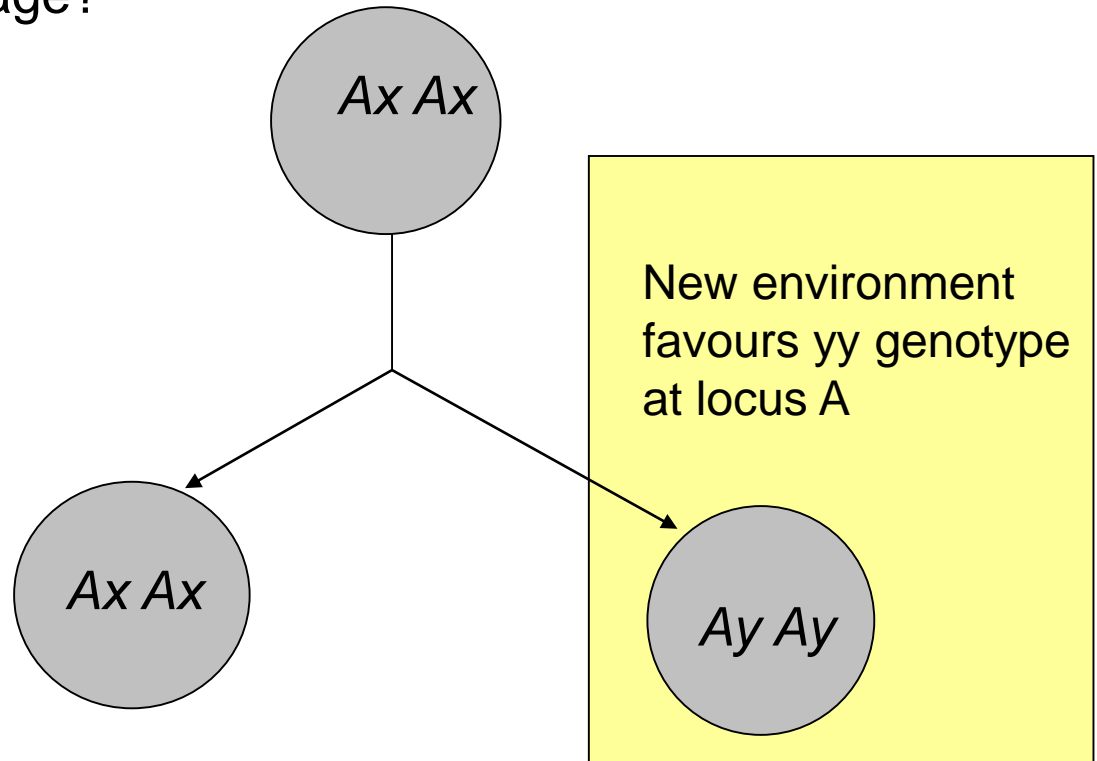 Ax Ax
New environment
favours yy genotype
at locus A
Ax Ax
Ay Ay